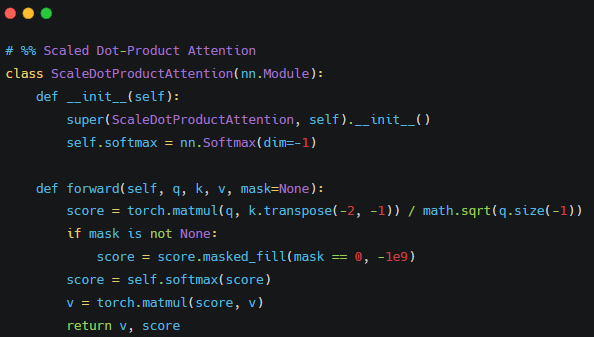 # %% Scaled Dot-Product Attention
class ScaleDotProductAttention(nn.Module):
    def __init__(self):
        super(ScaleDotProductAttention, self).__init__()
        self.softmax = nn.Softmax(dim=-1)

    def forward(self, q, k, v, mask=None):
        score = torch.matmul(q, k.transpose(-2, -1)) / math.sqrt(q.size(-1))
        if mask is not None:
            score = score.masked_fill(mask == 0, -1e9)
        score = self.softmax(score)
        v = torch.matmul(score, v)
        return v, score